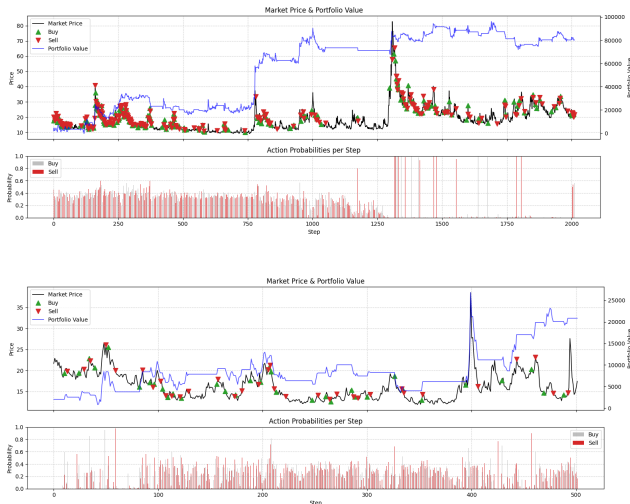 Market Price & Portfolio Value
Market Price
Buy
Sell
Portfolio Value
Price
80
70
60
50
40
30
20
10
100000
80000
60000
40000
20000
0
Portfolio Value
Action Probabilities per Step
Buy
Sell
Probability
1.0
0.8
0.6
0.4
0.2
0.0
0 250 500 750 1000 1250 1500 1750 2000
Step
Market Price & Portfolio Value
Market Price
Buy
Sell
Portfolio Value
Price
35
30
25
20
15
25000
20000
15000
10000
5000
0
Portfolio Value
Action Probabilities per Step
Buy
Sell
Probability
1.0
0.8
0.6
0.4
0.2
0.0
0 100 200 300 400 500
Step